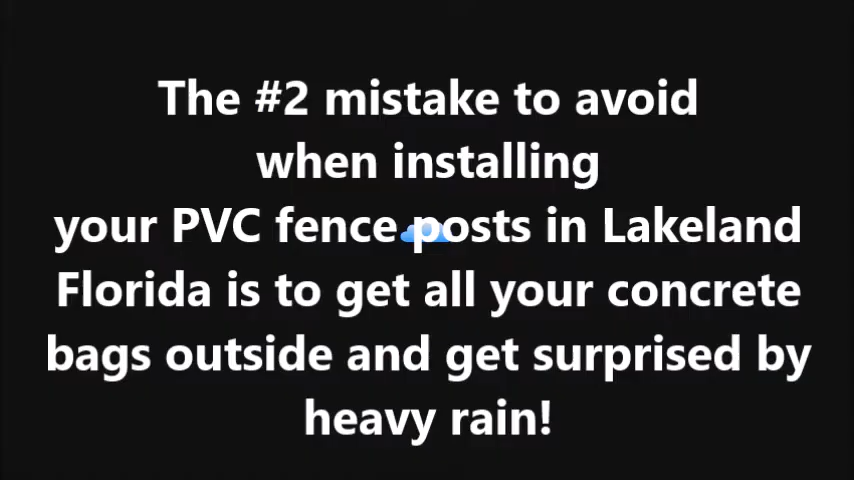 The #2 mistake to avoid
when installing
your PVC fence posts in Lakeland
Florida is to get all your concrete
bags outside and get surprised by
heavy rain!